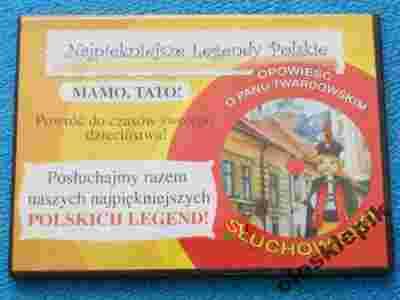 Najpiękniejsze Legendy Polskie
MAMO, TATO!
Powróć do czasów swojego
dzieciństwa!
Posłuchajmy razem
naszych najpiękniejszych
POLSKICH LEGEND!
OPOWIEŚĆ
O PANU TWARDOWSKIM